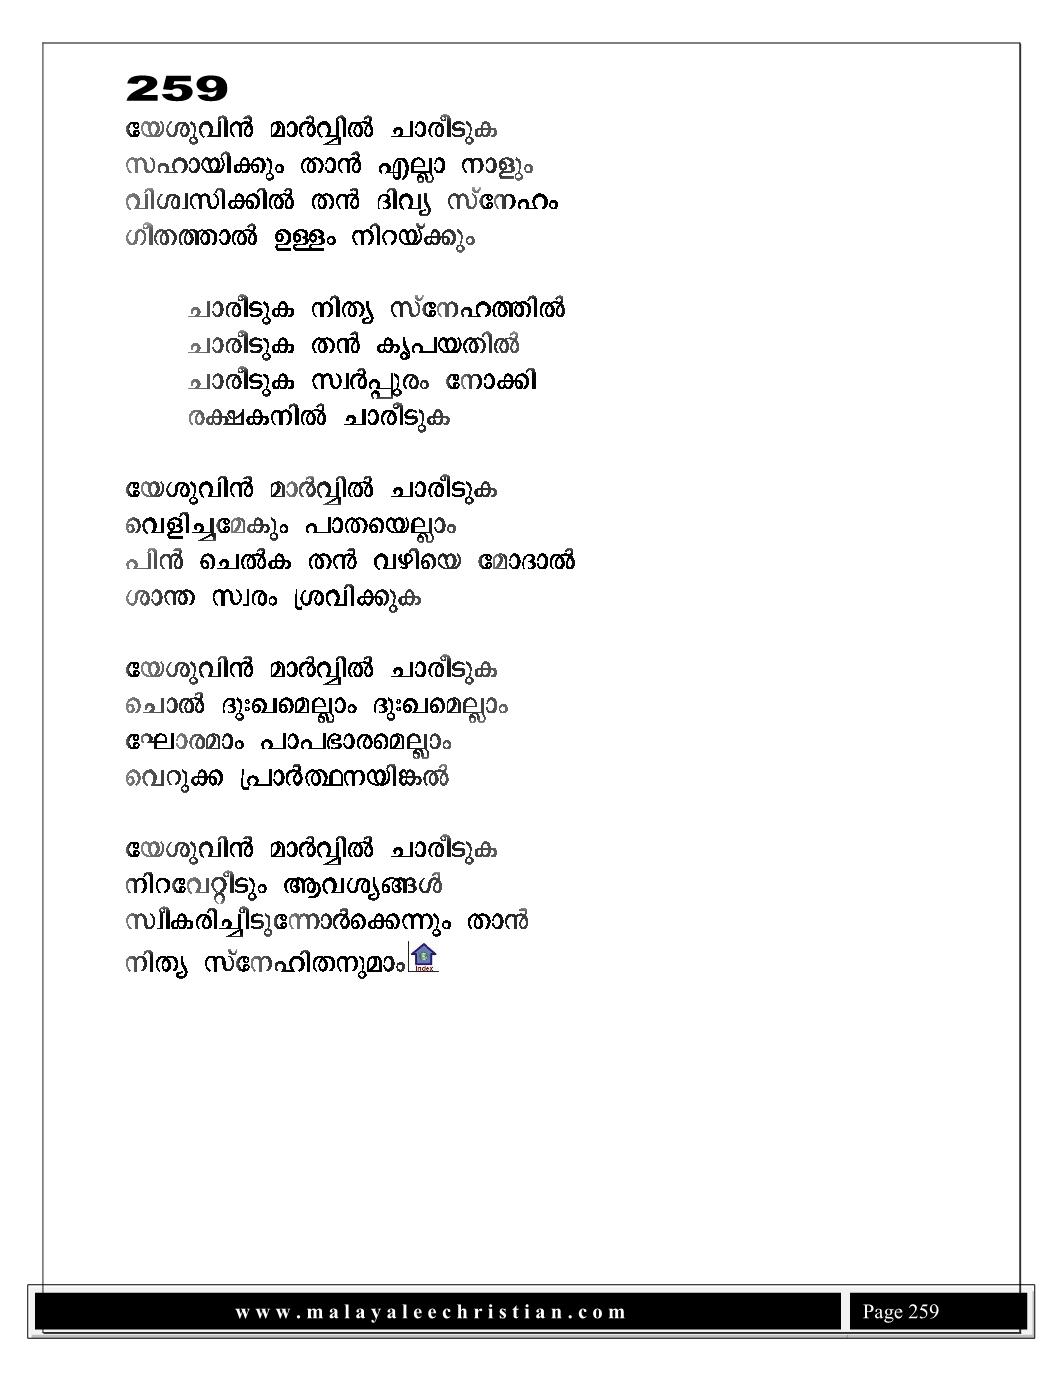 259
യേശുവിൻ മാർവ്വിൽ ചാരീടുക
സഹായിക്കും താൻ എല്ലാ നാളും
വിശ്വസിക്കിൽ തൻ ദിവ്യ സ്നേഹം
ഗീതത്താൽ ഉള്ളം നിറയ്ക്കും
ചാരീടുക നിത്യ സ്നേഹത്തിൽ
ചാരീടുക തൻ കൃപയതിൽ
ചാരീടുക സ്വർപ്പുരം നോക്കി
രക്ഷകനിൽ ചാരീടുക
യേശുവിൻ മാർവ്വിൽ ചാരീടുക
വെളിച്ചമേകും പാതയെല്ലാം
പിൻ ചെൽക തൻ വഴിയെ മോദാൽ
ശാന്ത സ്വരം ശ്രവിക്കുക
യേശുവിൻ മാർവ്വിൽ ചാരീടുക
ചൊൽ ദുഃഖമെല്ലാം ദുഃഖമെല്ലാം
ഘോരമാം പാപഭാരമെല്ലാം
വെറുക്ക പ്രാർത്ഥനയിങ്കൽ
യേശുവിൻ മാർവ്വിൽ ചാരീടുക
നിറവേറ്റീടും ആവശ്യങ്ങൾ
സ്വീകരിച്ചീടുന്നോർക്കെന്നും താൻ
നിത്യ സ്നേഹിതനുമാം Index
www.malayaleechristian.com Page 259